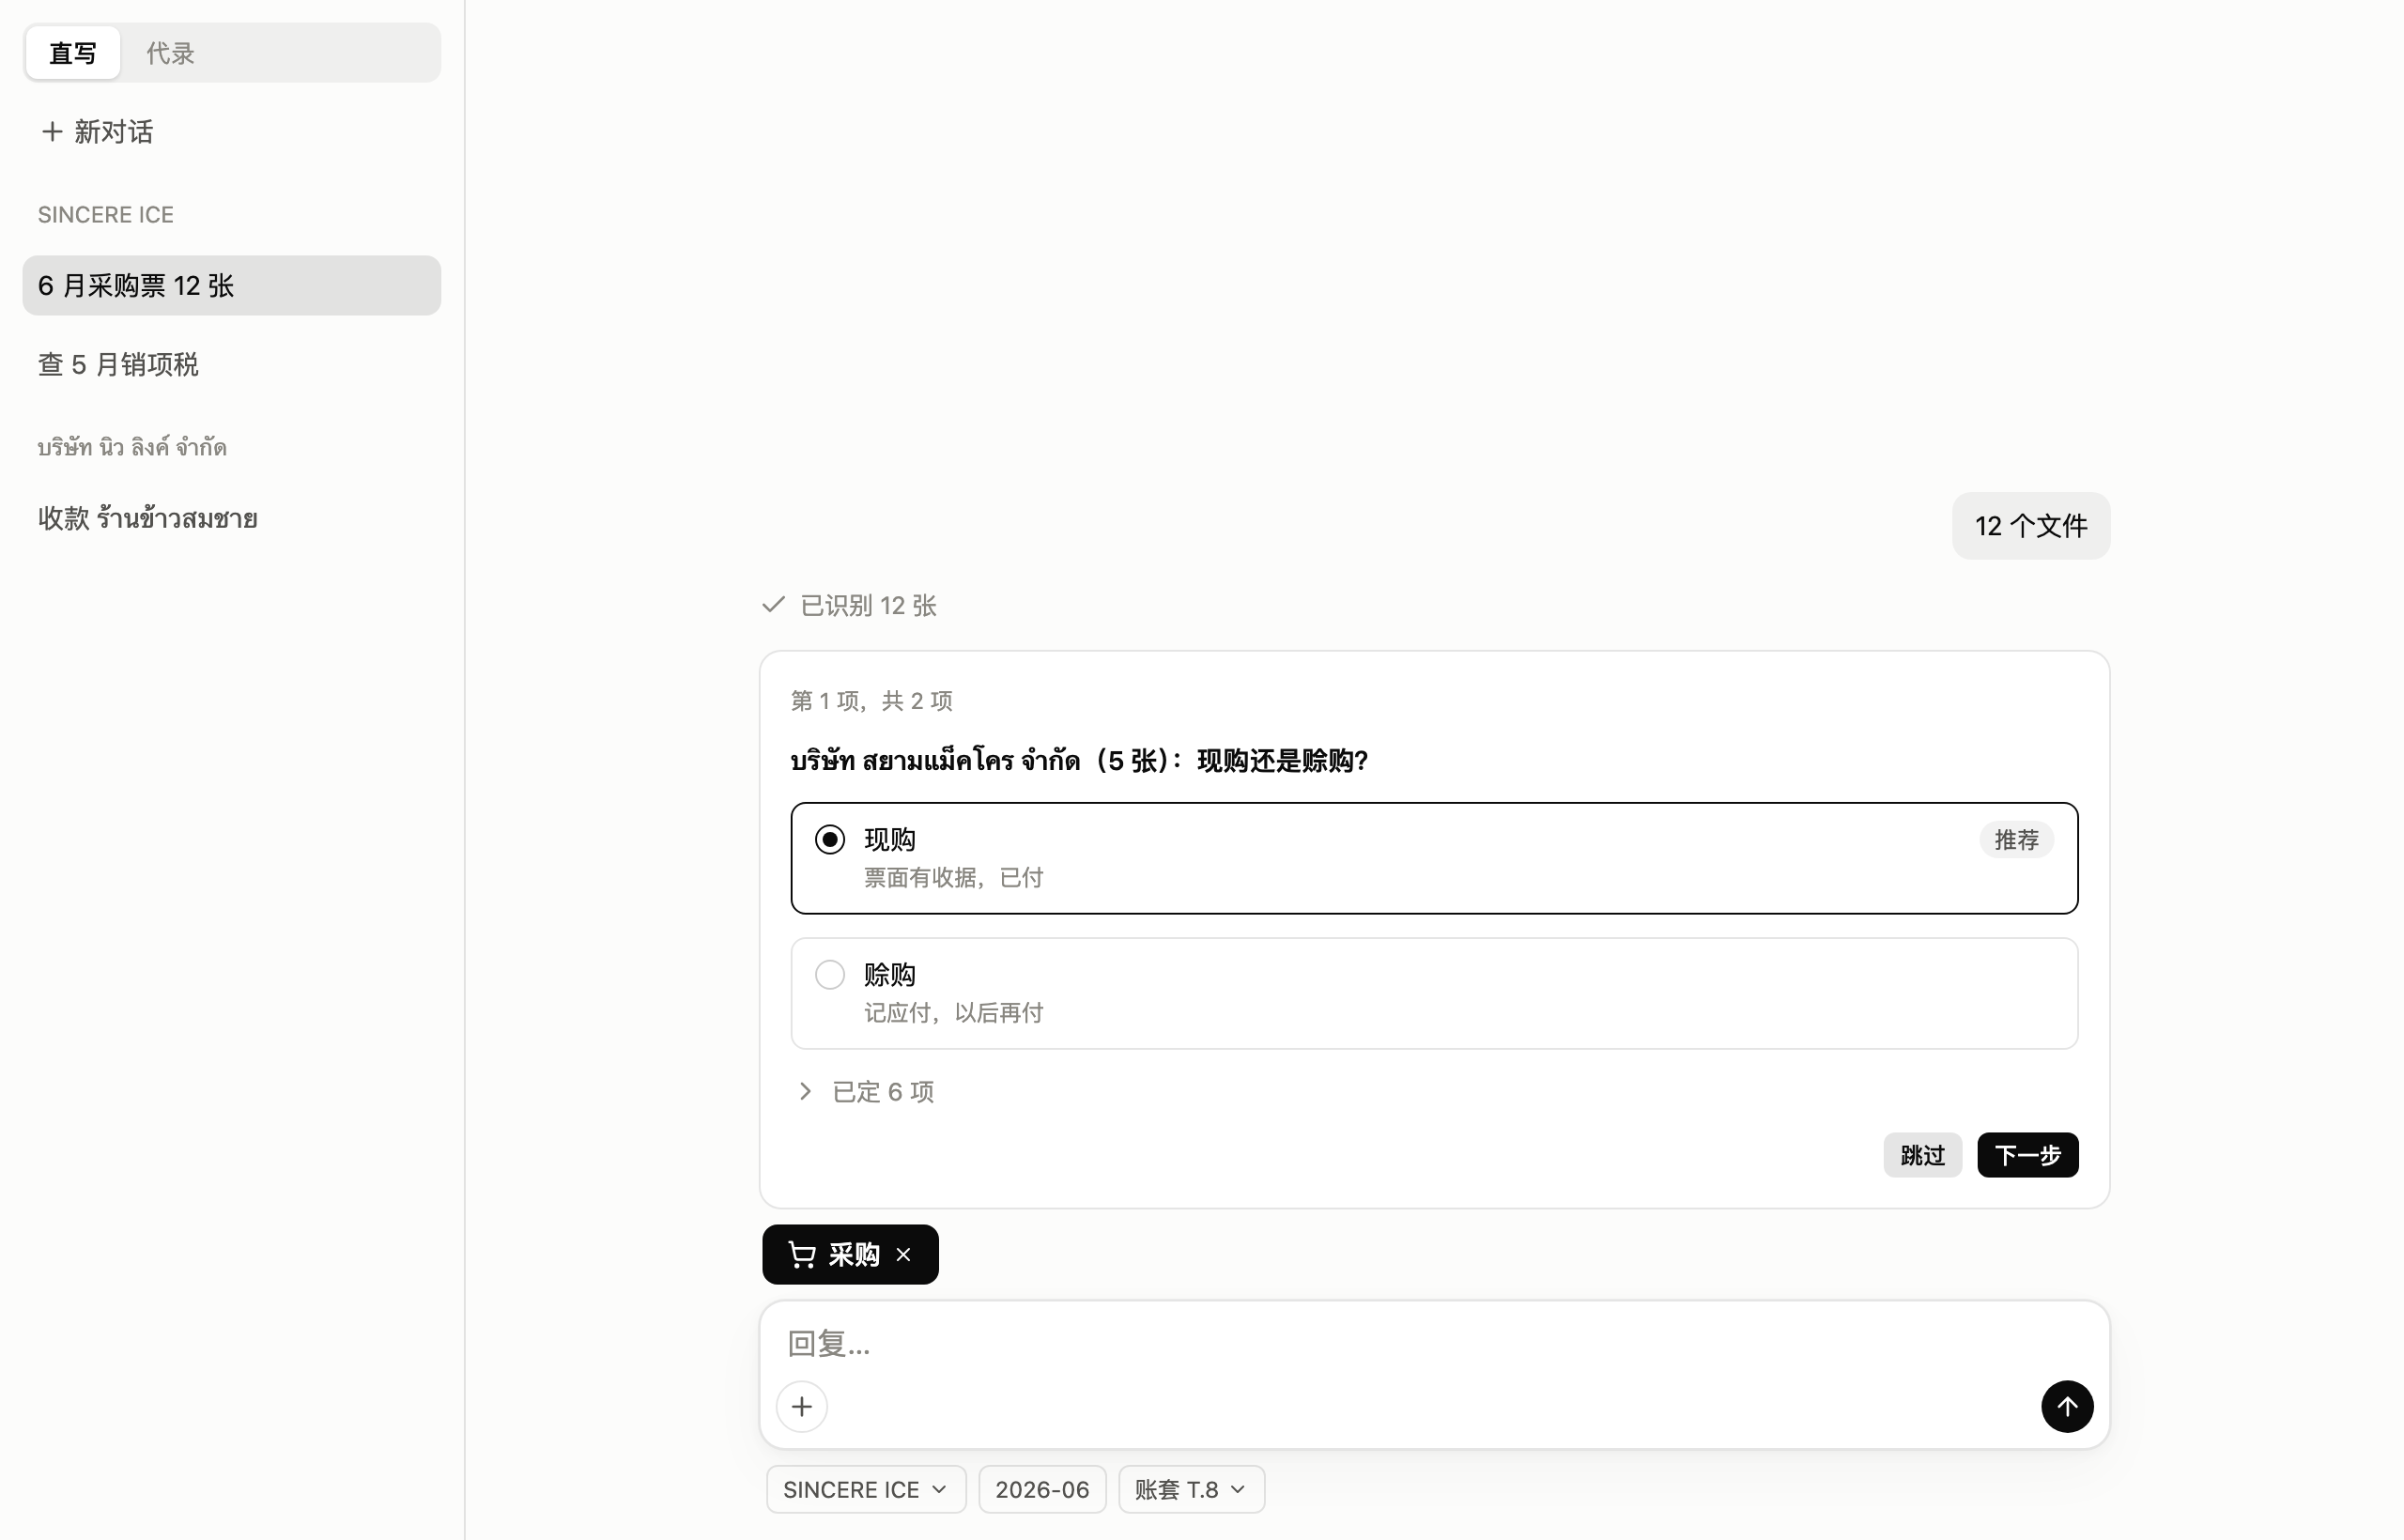 直写
代录
新对话
SINCERE ICE
6 月采购票 12 张
查 5 月销项税
บริษัท นิว ลิงค์ จำกัด
收款 ร้านข้าวสมชาย
12 个文件
已识别 12 张
第 1 项，共 2 项
บริษัท สยามแม็คโคร จำกัด（5 张）：现购还是赊购?
现购
推荐
票面有收据，已付
赊购
记应付，以后再付
已定 6 项
跳过
下一步
采购
回复...
SINCERE ICE
2026-06
账套 T.8